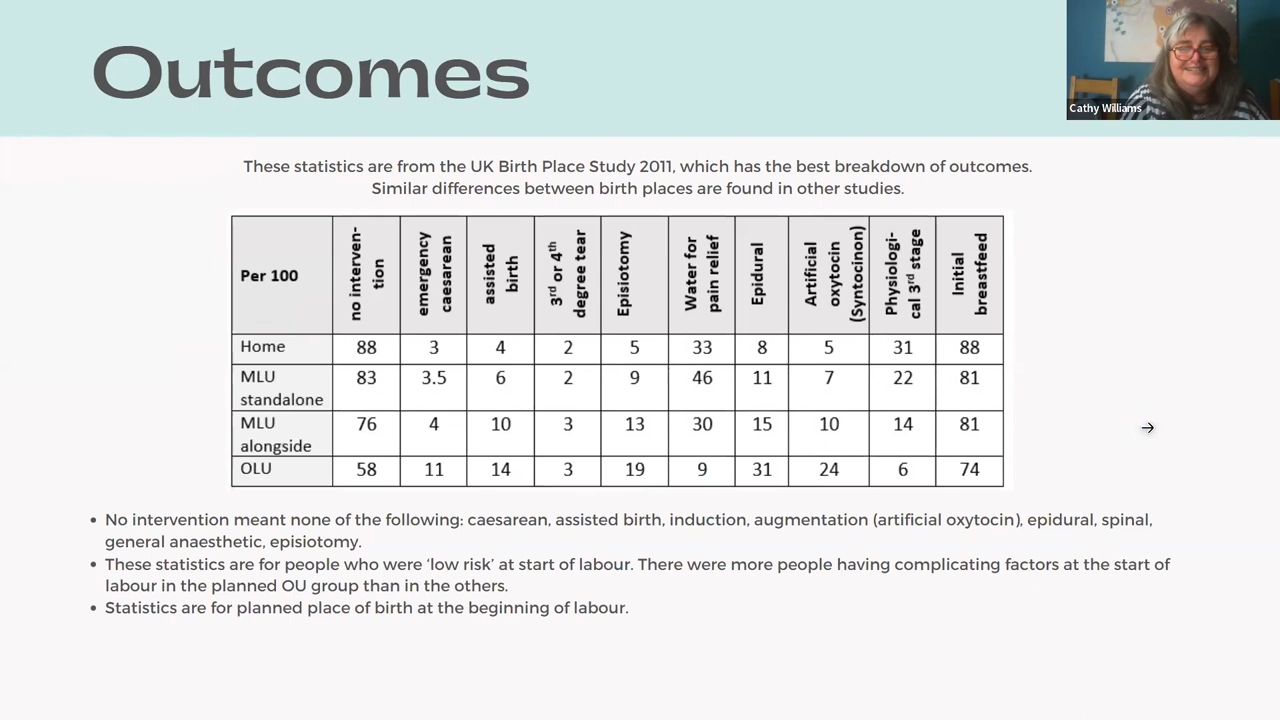 Outcomes
Cathy Williams
These statistics are from the UK Birth Place Study 2011, which has the best breakdown of outcomes.
Similar differences between birth places are found in other studies.
Per 100 no interven-tion emergency caesarean assisted birth 3rd or 4th degree tear Episiotomy Water for pain relief Epidural Artificial oxytocin (Syntocinon) Physiologi-cal 3rd stage Initial breastfeed
Home 88 3 4 2 5 33 8 5 31 88
MLU standalone 83 3.5 6 2 9 46 11 7 22 81
MLU alongside 76 4 10 3 13 30 15 10 14 81
OLU 58 11 14 3 19 9 31 24 6 74
• No intervention meant none of the following: caesarean, assisted birth, induction, augmentation (artificial oxytocin), epidural, spinal,
general anaesthetic, episiotomy.
• These statistics are for people who were ‘low risk’ at start of labour. There were more people having complicating factors at the start of
labour in the planned OU group than in the others.
• Statistics are for planned place of birth at the beginning of labour.